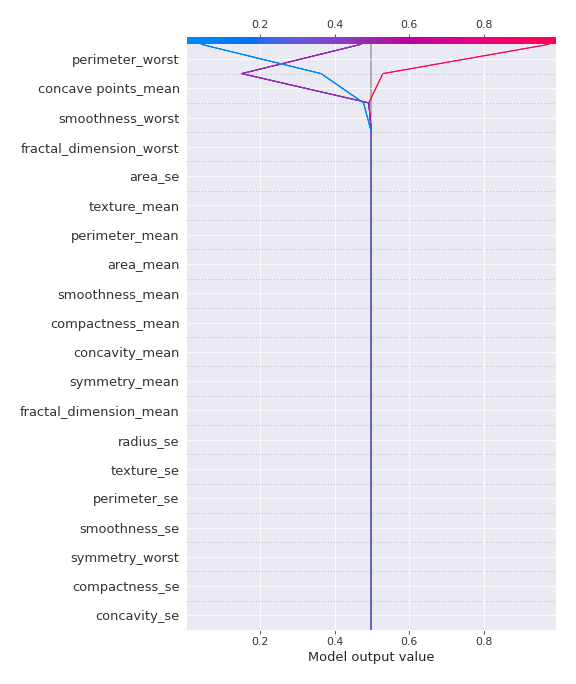 0.2 0.4 0.6 0.8
perimeter_worst
concave points_mean
smoothness_worst
fractal_dimension_worst
area_se
texture_mean
perimeter_mean
area_mean
smoothness_mean
compactness_mean
concavity_mean
symmetry_mean
fractal_dimension_mean
radius_se
texture_se
perimeter_se
smoothness_se
symmetry_worst
compactness_se
concavity_se
0.2 0.4 0.6 0.8
Model output value